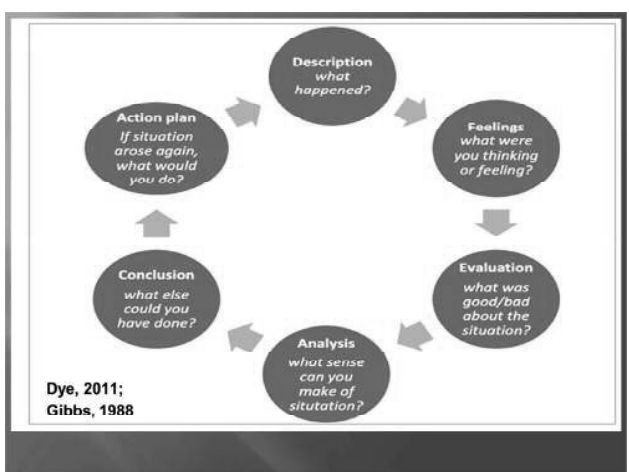 Description
what
happened?
Feelings
what were
you thinking
or feeling?
Evaluation
what was
good/bad
about the
situation?
Analysis
what sense
can you
make of
situtation?
Conclusion
what else
could you
have done?
Action plan
If situation
arose again,
what would
you do?
Dye, 2011;
Gibbs, 1988